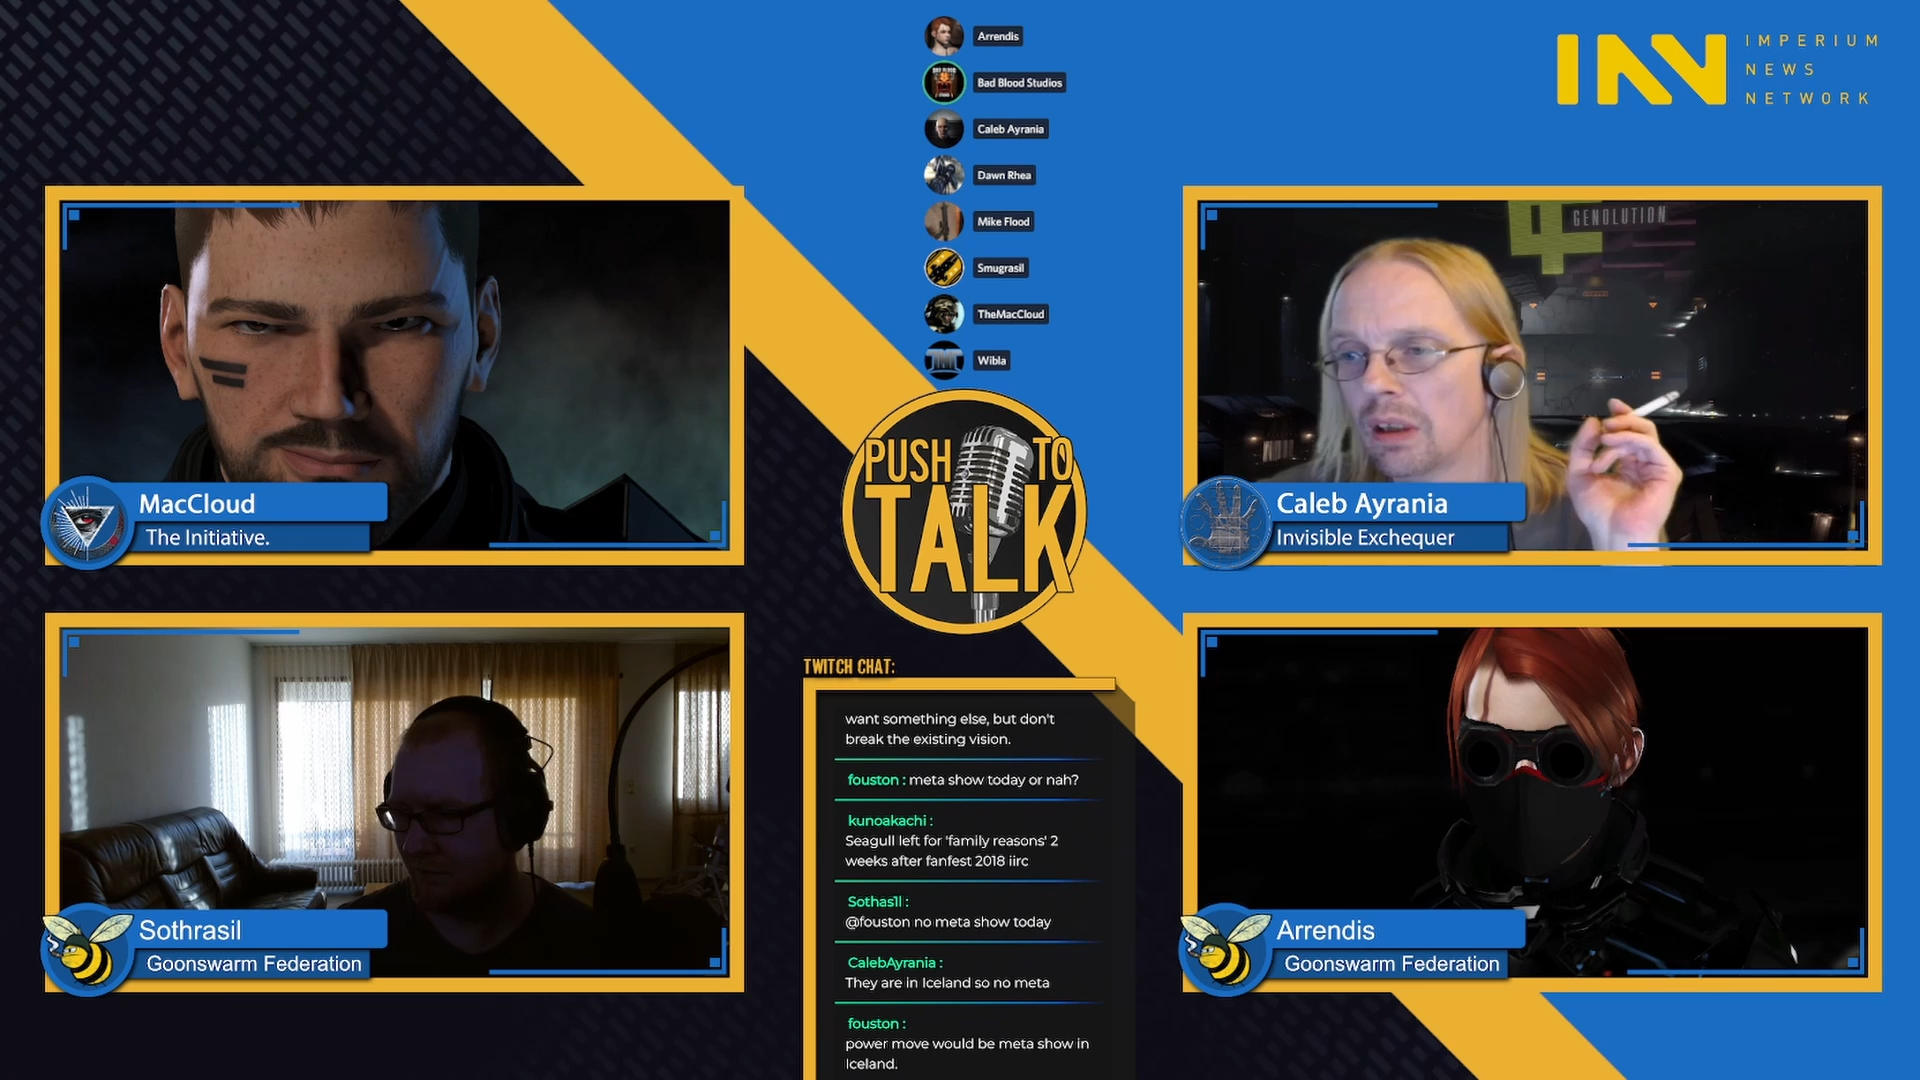 Arrendis
Bad Blood Studios
Caleb Ayrania
Dawn Rhea
Mike Flood
Smugrasil
TheMacCloud
Wibla
INN
IMPERIUM
NEWS
NETWORK
GENOLUTION
MacCloud
The Initiative.
PUSH TO
TALK
Caleb Ayrania
Invisible Exchequer
Sothrasil
Goonswarm Federation
TWITCH CHAT:
want something else, but don't
break the existing vision.
fouston : meta show today or nah?
kunoakachi :
Seagull left for 'family reasons' 2
weeks after fanfest 2018 iirc
Sothas1l :
@fouston no meta show today
CalebAyrania :
They are in Iceland so no meta
fouston :
power move would be meta show in
Iceland.
Arrendis
Goonswarm Federation